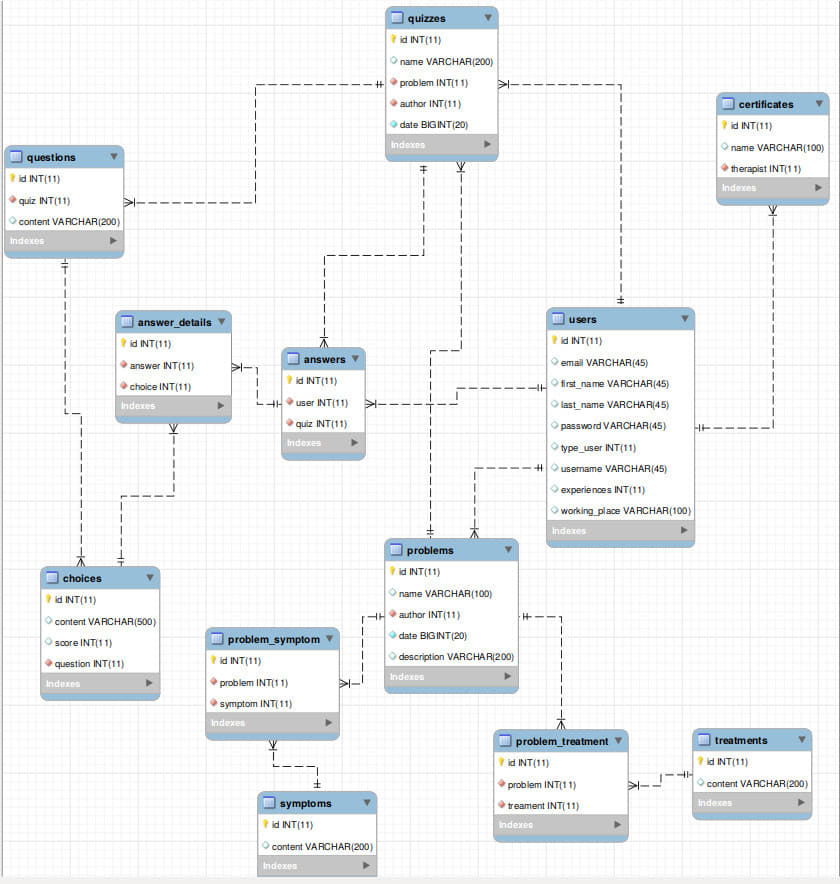 quizzes
id INT(11)
name VARCHAR(200)
problem INT(11)
author INT(11)
date BIGINT(20)
Indexes
certificates
id INT(11)
name VARCHAR(100)
therapist INT(11)
Indexes
questions
id INT(11)
quiz INT(11)
content VARCHAR(200)
Indexes
answer_details
id INT(11)
answer INT(11)
choice INT(11)
Indexes
answers
id INT(11)
user INT(11)
quiz INT(11)
Indexes
users
id INT(11)
email VARCHAR(45)
first_name VARCHAR(45)
last_name VARCHAR(45)
password VARCHAR(45)
type_user INT(11)
username VARCHAR(45)
experiences INT(11)
working_place VARCHAR(100)
Indexes
choices
id INT(11)
content VARCHAR(500)
score INT(11)
question INT(11)
Indexes
problems
id INT(11)
name VARCHAR(100)
author INT(11)
date BIGINT(20)
description VARCHAR(200)
Indexes
problem_symptom
id INT(11)
problem INT(11)
symptom INT(11)
Indexes
problem_treatment
id INT(11)
problem INT(11)
treament INT(11)
Indexes
treatments
id INT(11)
content VARCHAR(200)
Indexes
symptoms
id INT(11)
content VARCHAR(200)
Indexes